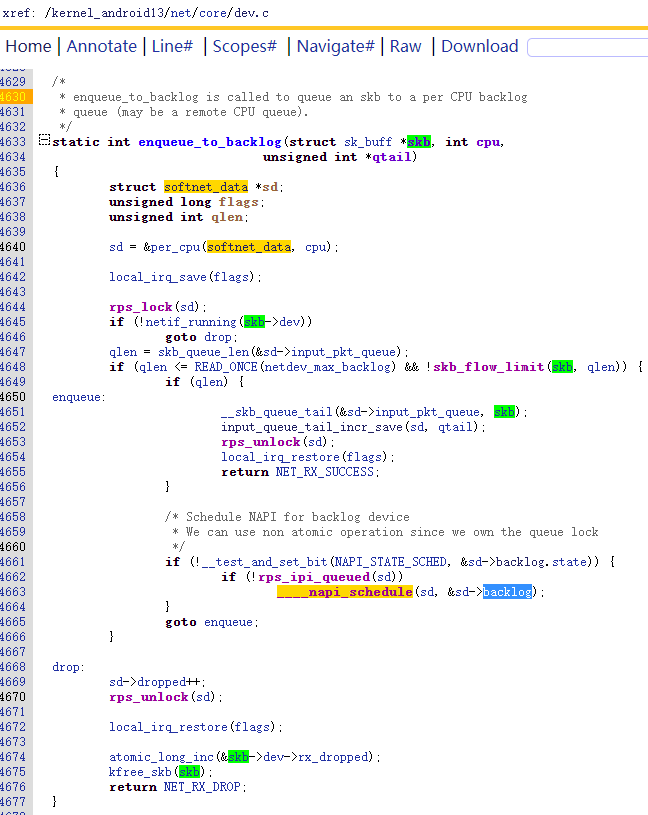 xref: /kernel_android13/net/core/dev.c
Home | Annotate | Line# | Scopes# | Navigate# | Raw | Download
4629 /*
4630 * enqueue_to_backlog is called to queue an skb to a per CPU backlog
4631 * queue (may be a remote CPU queue).
4632 */
4633 static int enqueue_to_backlog(struct sk_buff *skb, int cpu,
4634 unsigned int *qtail)
4635 {
4636 struct softnet_data *sd;
4637 unsigned long flags;
4638 unsigned int qlen;
4639
4640 sd = &per_cpu(softnet_data, cpu);
4641
4642 local_irq_save(flags);
4643
4644 rps_lock(sd);
4645 if (!netif_running(skb->dev))
4646 goto drop;
4647 qlen = skb_queue_len(&sd->input_pkt_queue);
4648 if (qlen <= READ_ONCE(netdev_max_backlog) && !skb_flow_limit(skb, qlen)) {
4649 if (qlen) {
4650 enqueue:
4651 __skb_queue_tail(&sd->input_pkt_queue, skb);
4652 input_queue_tail_incr_save(sd, qtail);
4653 rps_unlock(sd);
4654 local_irq_restore(flags);
4655 return NET_RX_SUCCESS;
4656 }
4657
4658 /* Schedule NAPI for backlog device
4659 * We can use non atomic operation since we own the queue lock
4660 */
4661 if (!__test_and_set_bit(NAPI_STATE_SCHED, &sd->backlog.state)) {
4662 if (!rps_ipi_queued(sd))
4663 ____napi_schedule(sd, &sd->backlog);
4664 }
4665 goto enqueue;
4666 }
4667
4668 drop:
4669 sd->dropped++;
4670 rps_unlock(sd);
4671
4672 local_irq_restore(flags);
4673
4674 atomic_long_inc(&skb->dev->rx_dropped);
4675 kfree_skb(skb);
4676 return NET_RX_DROP;
4677 }